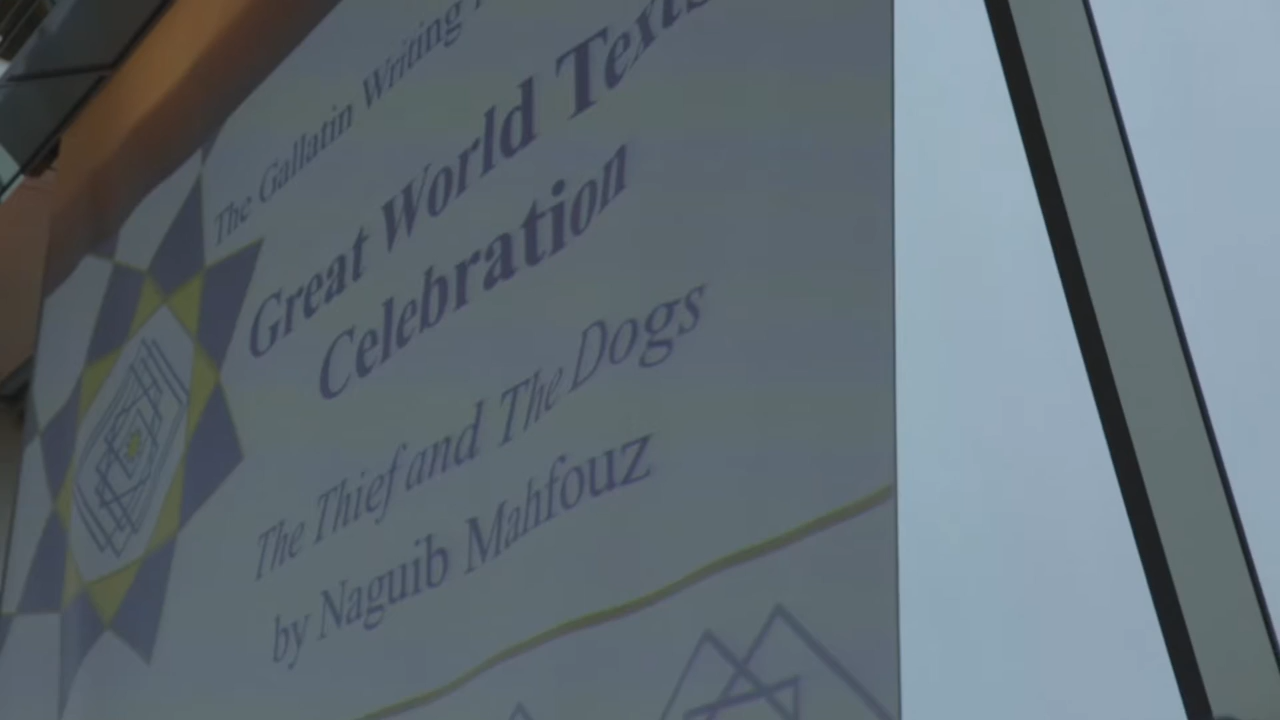 The Gallatin Writing
Great World Texts
Celebration
The Thief and The Dogs
by Naguib Mahfouz